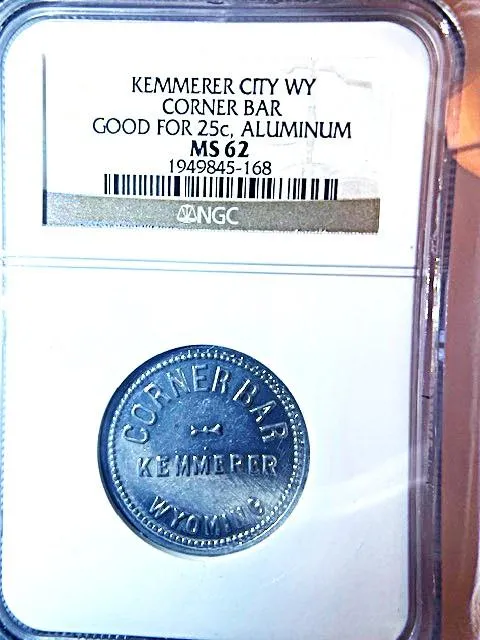 KEMMERER CITY WY
CORNER BAR
GOOD FOR 25c, ALUMINUM
MS 62
1949845-168
NGC
CORNER BAR
KEMMERER
WYOMING